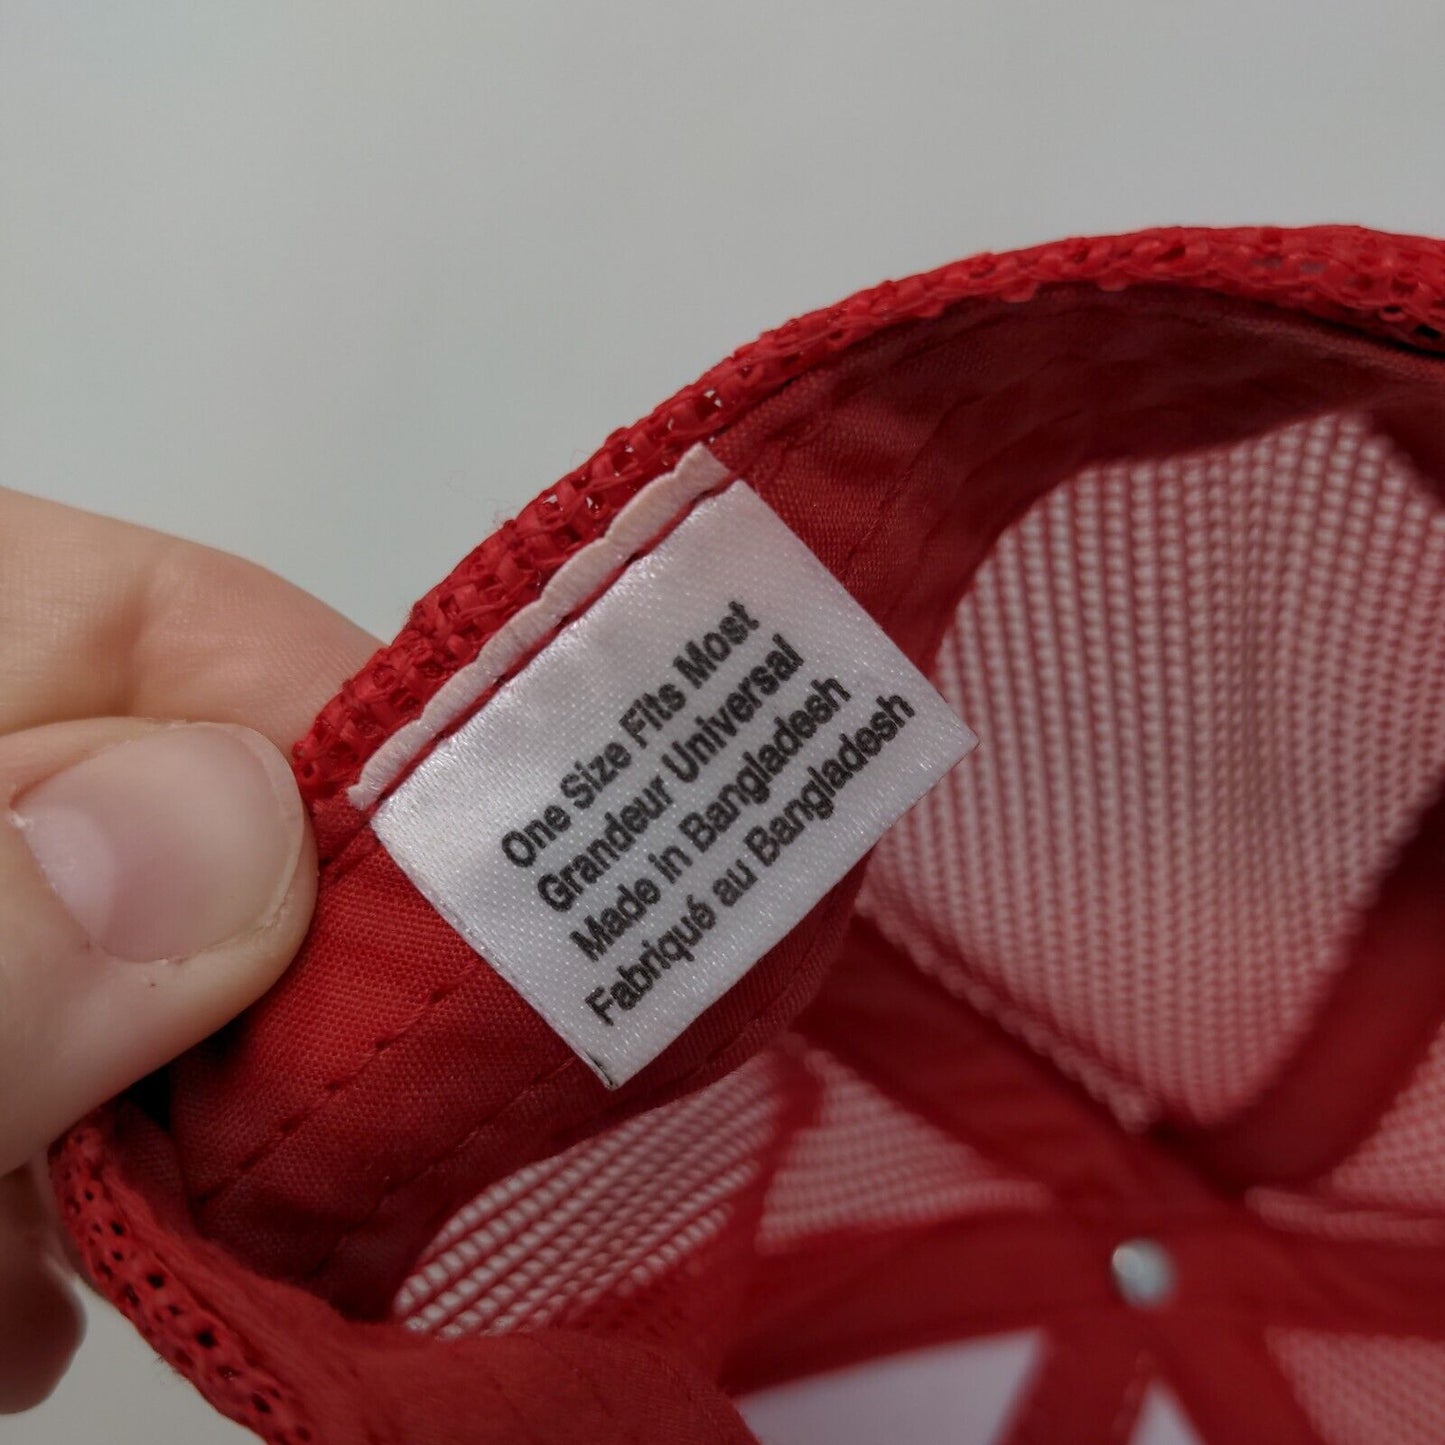 One Size Fits Most
Grandeur Universal
Made in Bangladesh
Fabriqué au Bangladesh